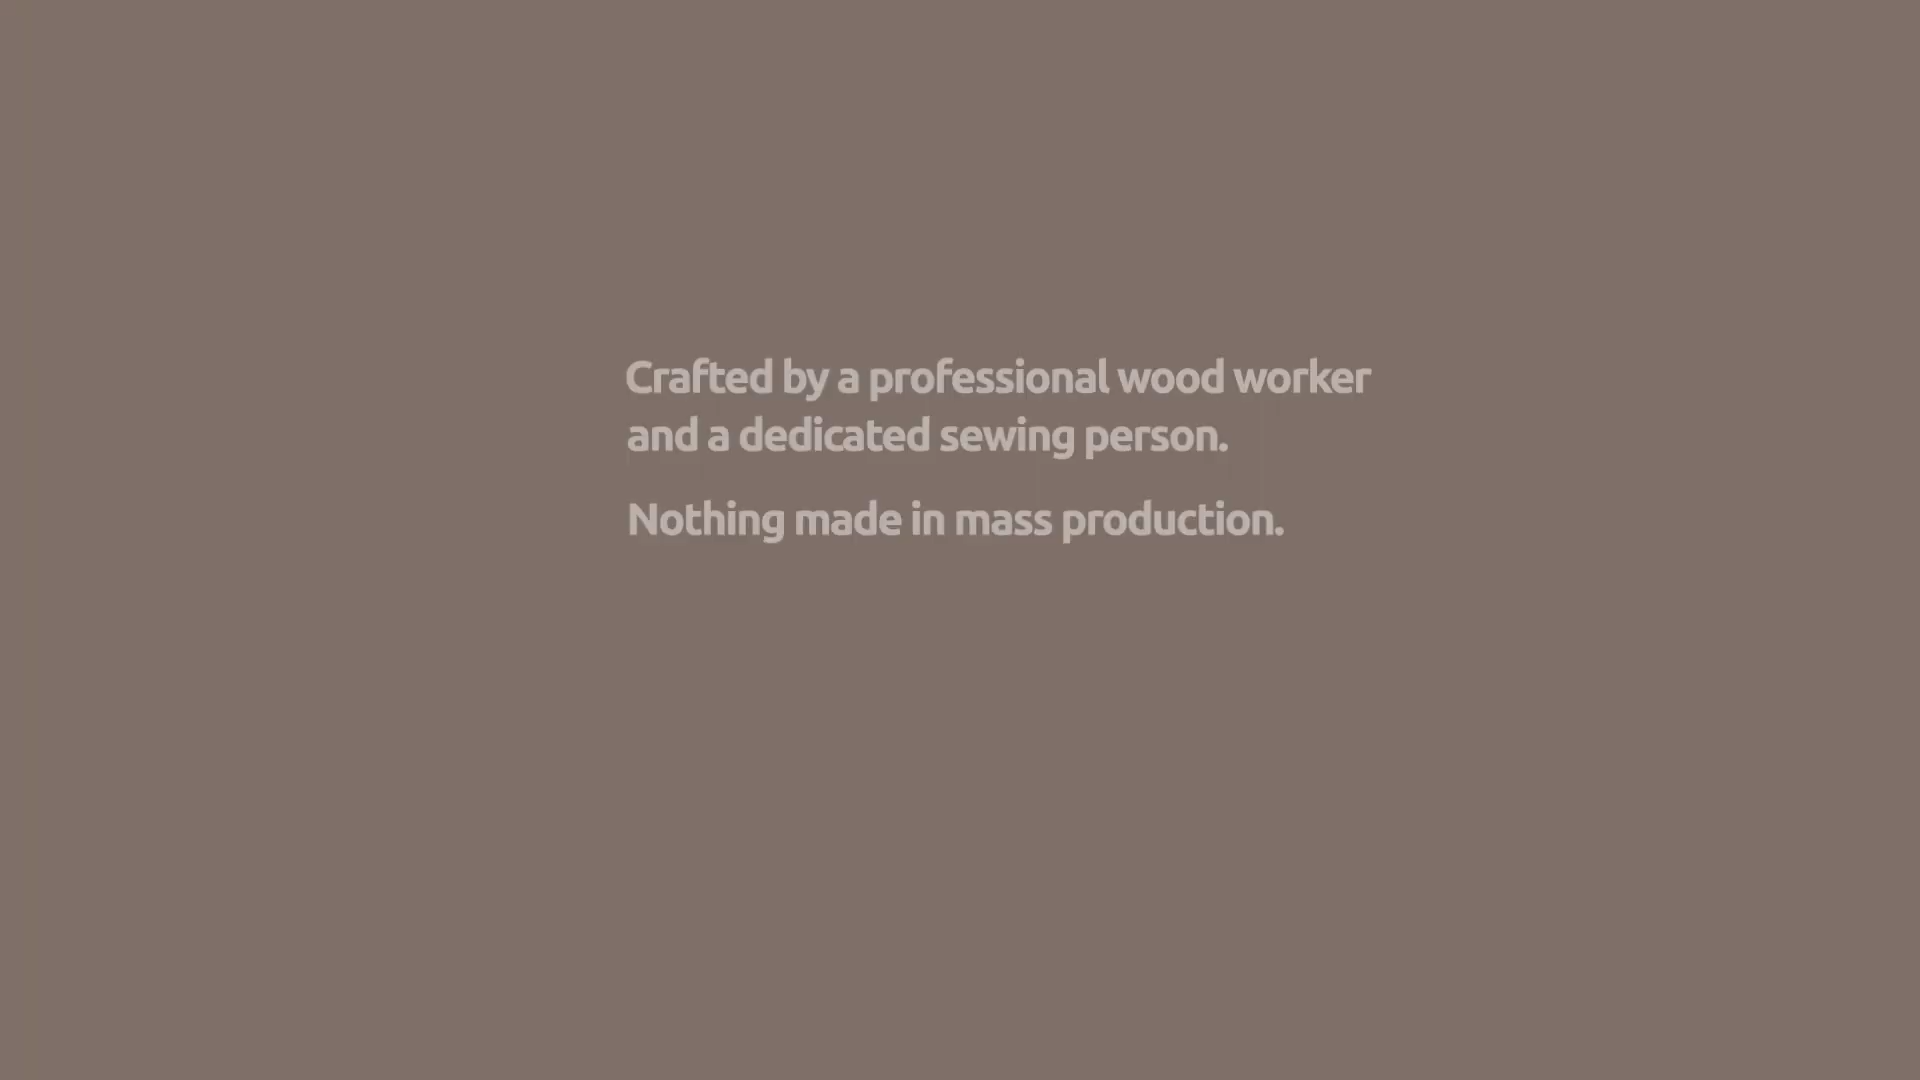 Crafted by a professional wood worker
and a dedicated sewing person.
Nothing made in mass production.